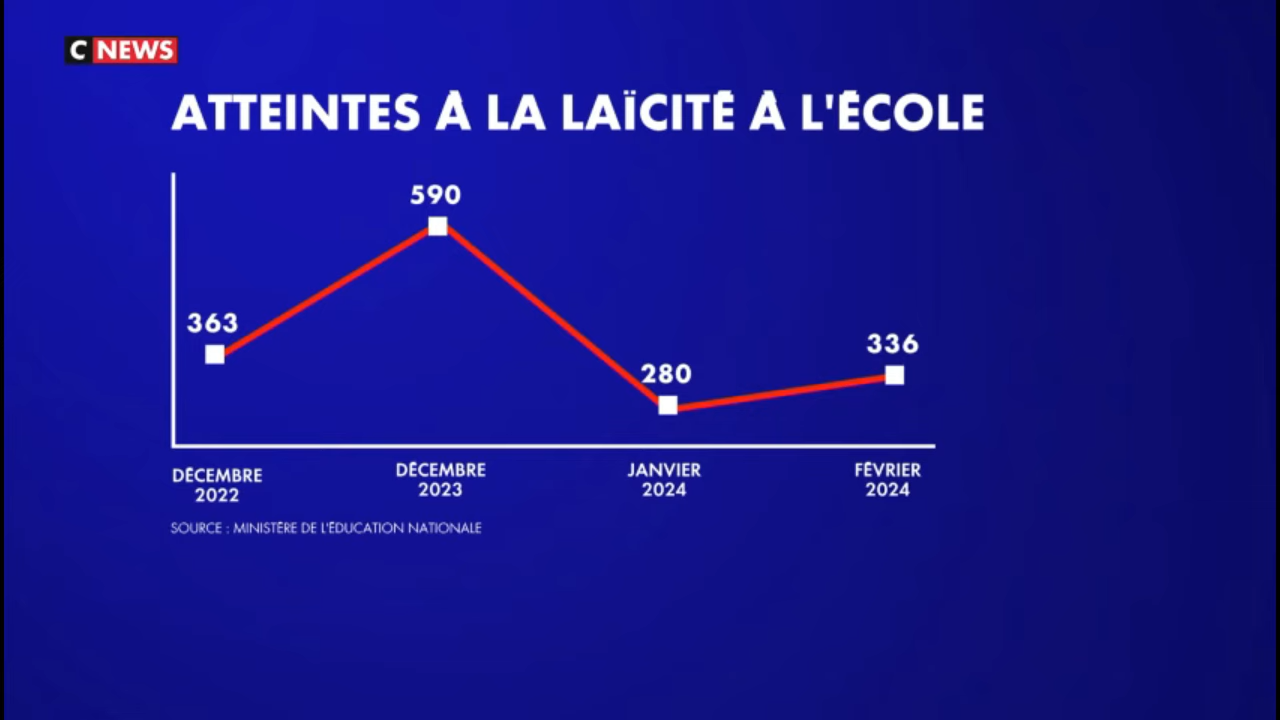 CNEWS
ATTEINTES À LA LAÏCITÉ À L'ÉCOLE
590
363
280
336
DÉCEMBRE
2022
DÉCEMBRE
2023
JANVIER
2024
FÉVRIER
2024
SOURCE : MINISTÈRE DE L'ÉDUCATION NATIONALE